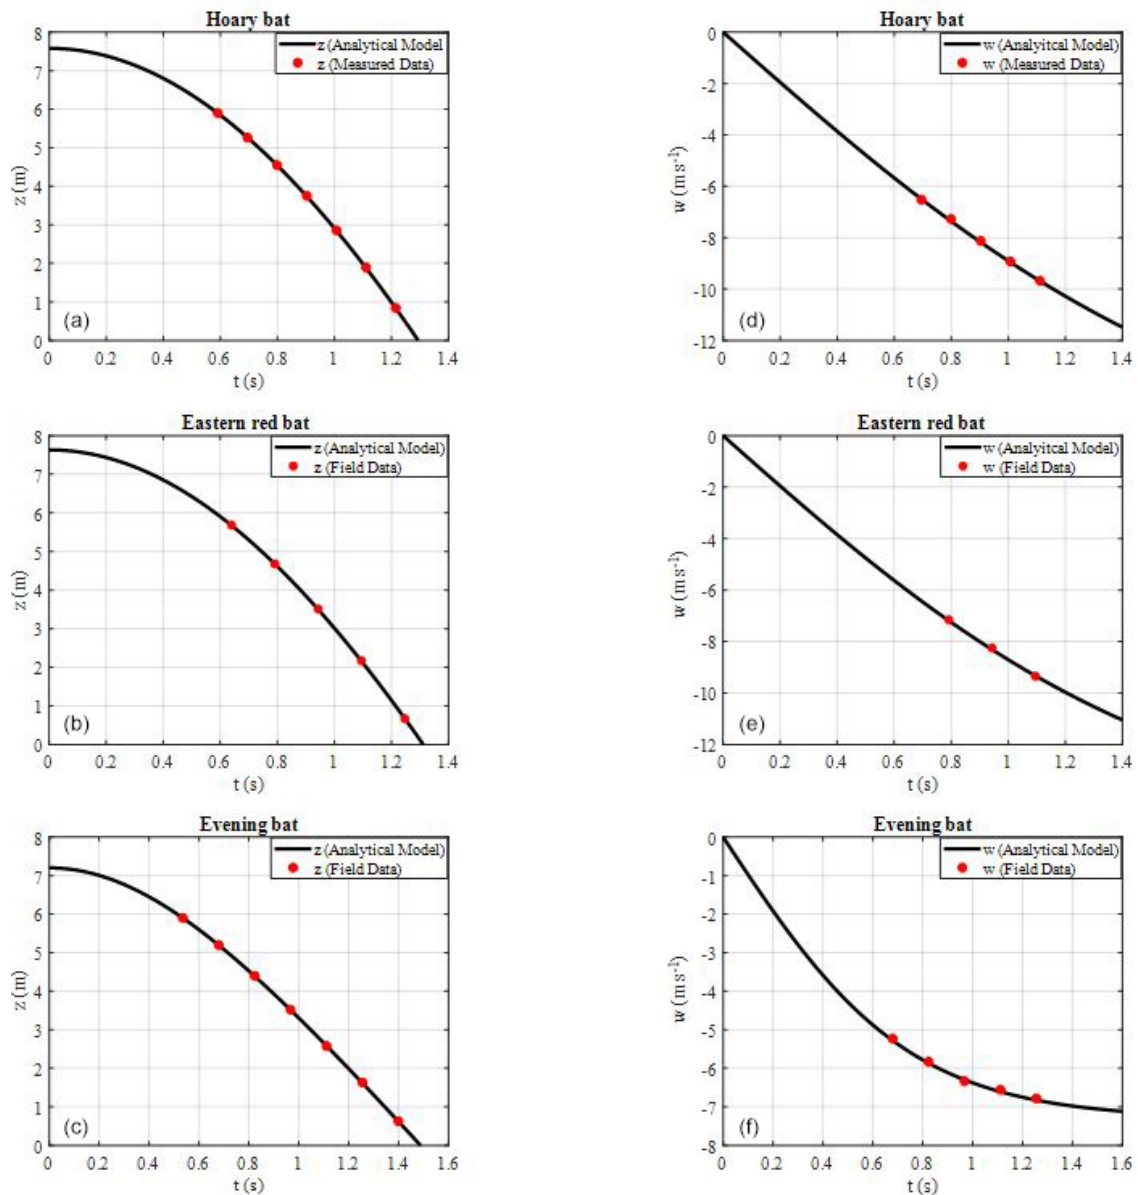 Hoary bat
z (Analytical Model
z (Measured Data)
8
7
6
5
4
3
2
1
0
z (m)
(a)
0 0.2 0.4 0.6 0.8 1 1.2 1.4
t (s)
Hoary bat
w (Analyitcal Model)
w (Measured Data)
0
-2
-4
-6
-8
-10
-12
w (m s-1)
(d)
0 0.2 0.4 0.6 0.8 1 1.2 1.4
t (s)
Eastern red bat
z (Analytical Model)
z (Field Data)
8
7
6
5
4
3
2
1
0
z (m)
(b)
0 0.2 0.4 0.6 0.8 1 1.2 1.4
t (s)
Eastern red bat
w (Analyitcal Model)
w (Field Data)
0
-2
-4
-6
-8
-10
-12
w (m s-1)
(e)
0 0.2 0.4 0.6 0.8 1 1.2 1.4
t (s)
Evening bat
z (Analytical Model)
z (Field Data)
8
7
6
5
4
3
2
1
0
z (m)
(c)
0 0.2 0.4 0.6 0.8 1 1.2 1.4 1.6
t (s)
Evening bat
w (Analytical Model)
w (Field Data)
0
-1
-2
-3
-4
-5
-6
-7
-8
w (m s-1)
(f)
0 0.2 0.4 0.6 0.8 1 1.2 1.4 1.6
t (s)